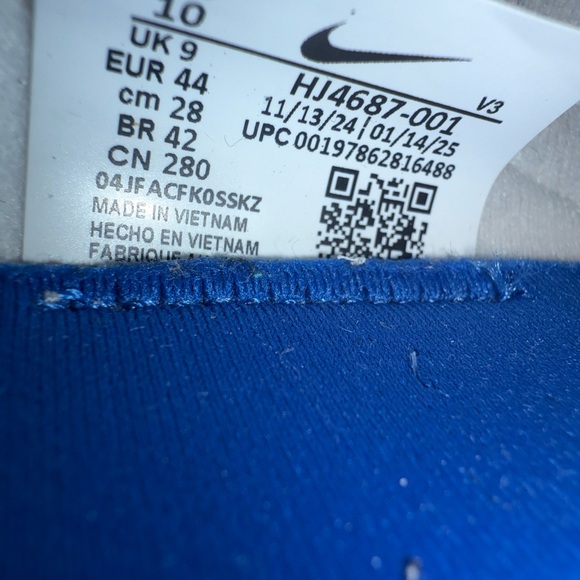 10
UK 9
EUR 44
cm 28
BR 42
CN 280
04JFACFK0SSKZ
MADE IN VIETNAM
HECHO EN VIETNAM
FABRIQUE
HJ4687-001
V3
11/13/24 | 01/14/25
UPC 00197862816488